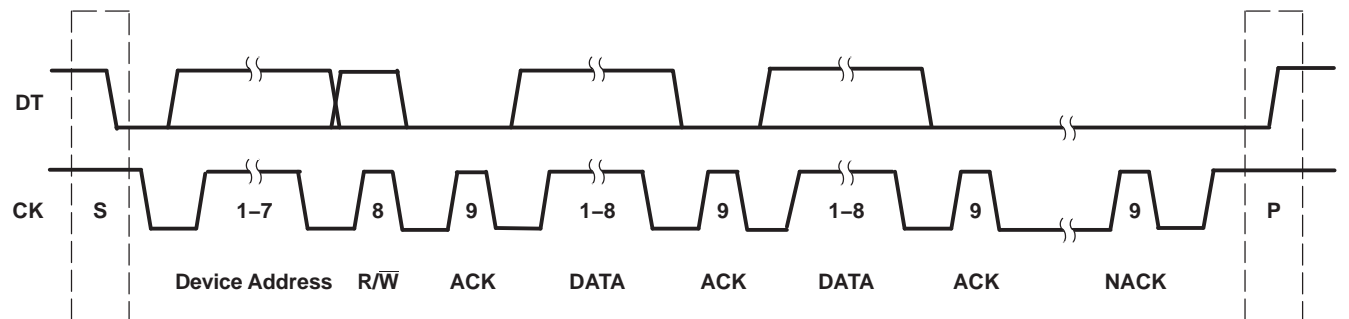 DT
CK S 1–7 8 9 1–8 9 1–8 9 9 P
Device Address R/W̅ ACK DATA ACK DATA ACK NACK